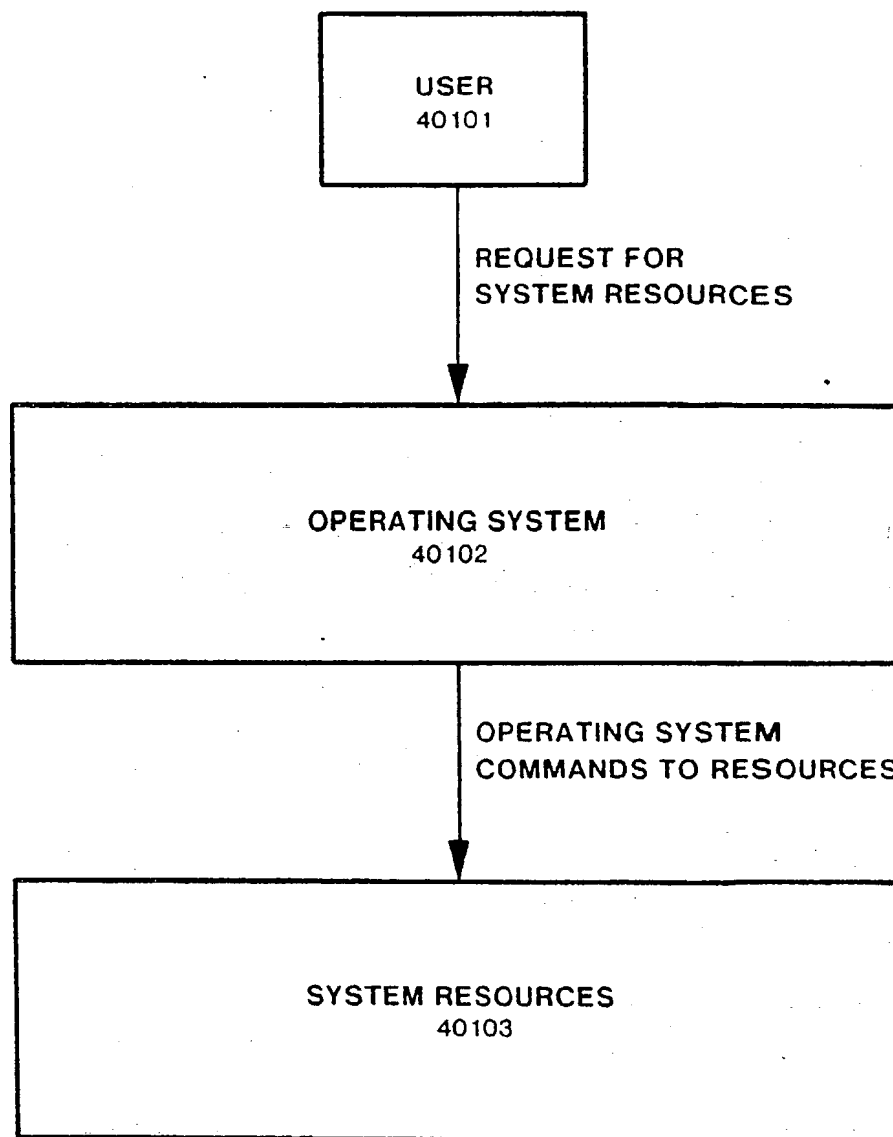 USER
40101
REQUEST FOR
SYSTEM RESOURCES
OPERATING SYSTEM
40102
OPERATING SYSTEM
COMMANDS TO RESOURCES
SYSTEM RESOURCES
40103